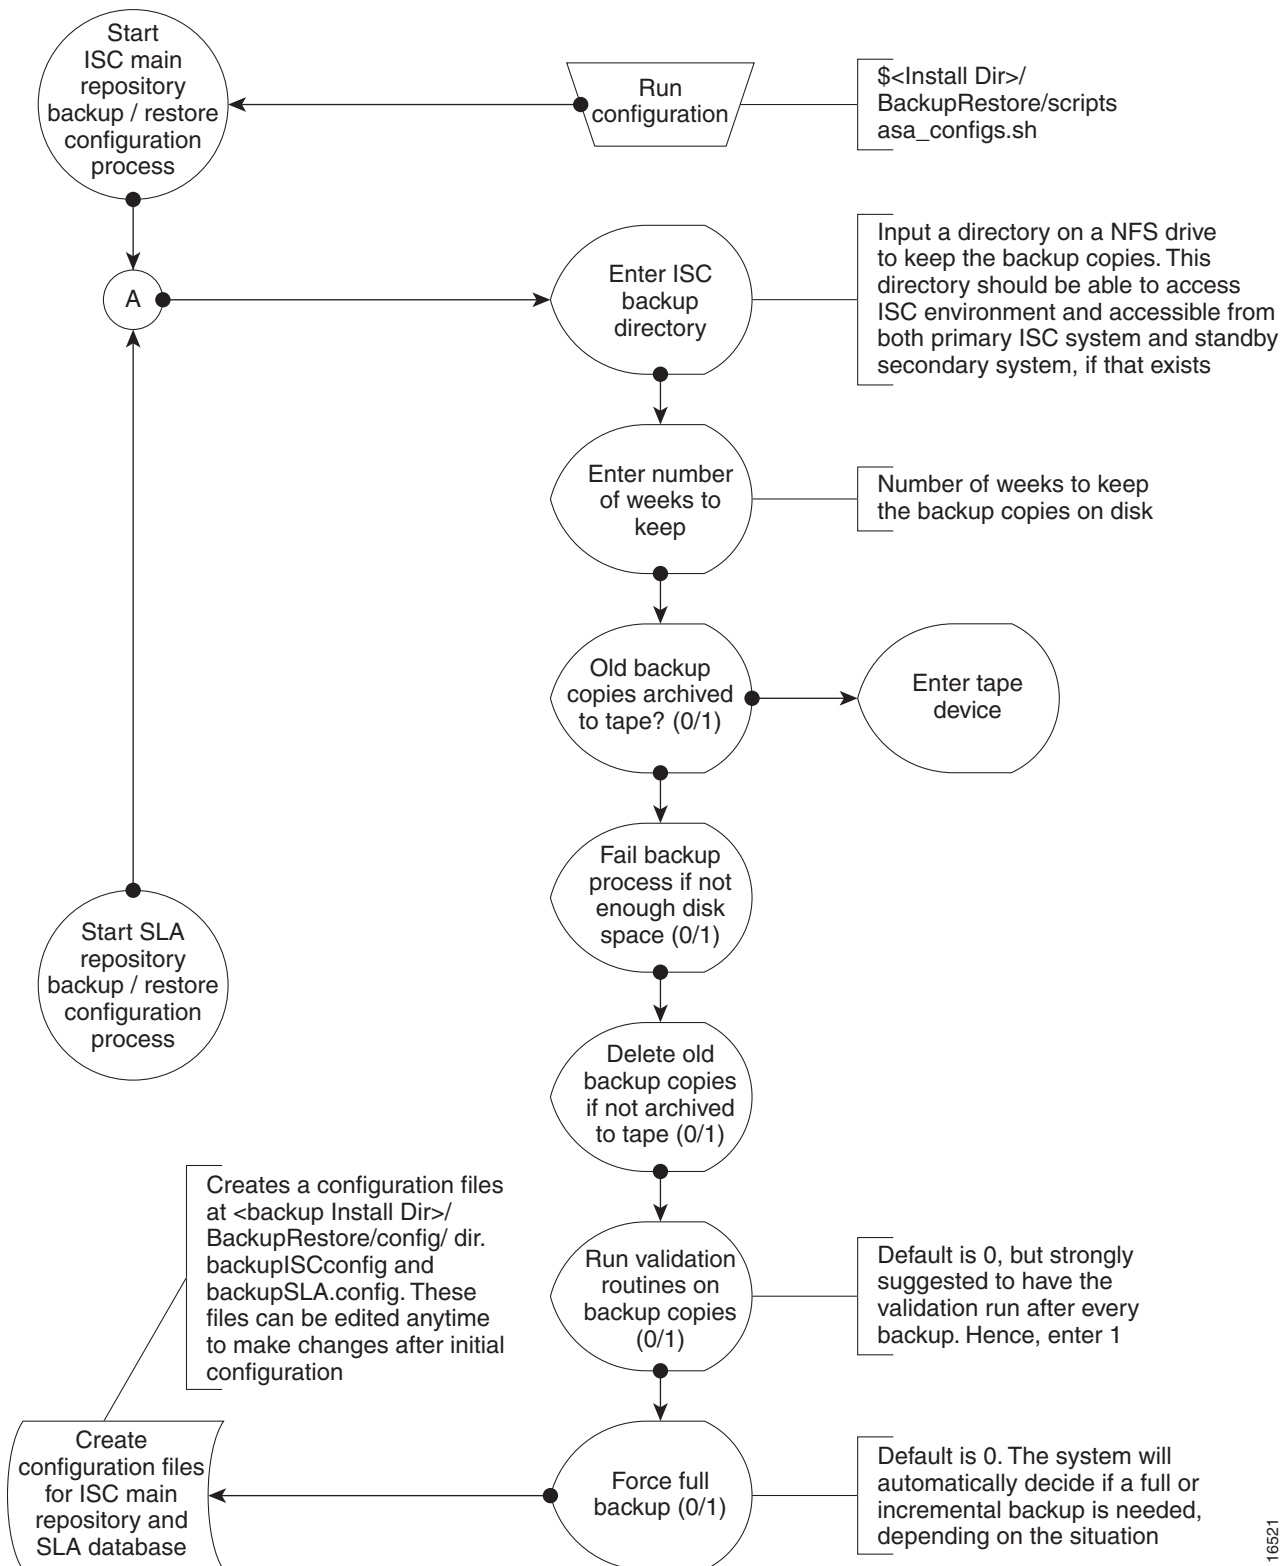 Start
ISC main
repository
backup / restore
configuration
process
Run
configuration
$<Install Dir>/
BackupRestore/scripts
asa_configs.sh
A
Enter ISC
backup
directory
Input a directory on a NFS drive
to keep the backup copies. This
directory should be able to access
ISC environment and accessible from
both primary ISC system and standby
secondary system, if that exists
Enter number
of weeks to
keep
Number of weeks to keep
the backup copies on disk
Old backup
copies archived
to tape? (0/1)
Enter tape
device
Fail backup
process if not
enough disk
space (0/1)
Start SLA
repository
backup / restore
configuration
process
Delete old
backup copies
if not archived
to tape (0/1)
Creates a configuration files
at <backup Install Dir>/
BackupRestore/config/ dir.
backupISCconfig and
backupSLA.config. These
files can be edited anytime
to make changes after initial
configuration
Run validation
routines on
backup copies
(0/1)
Default is 0, but strongly
suggested to have the
validation run after every
backup. Hence, enter 1
Create
configuration files
for ISC main
repository and
SLA database
Force full
backup (0/1)
Default is 0. The system will
automatically decide if a full or
incremental backup is needed,
depending on the situation
16521